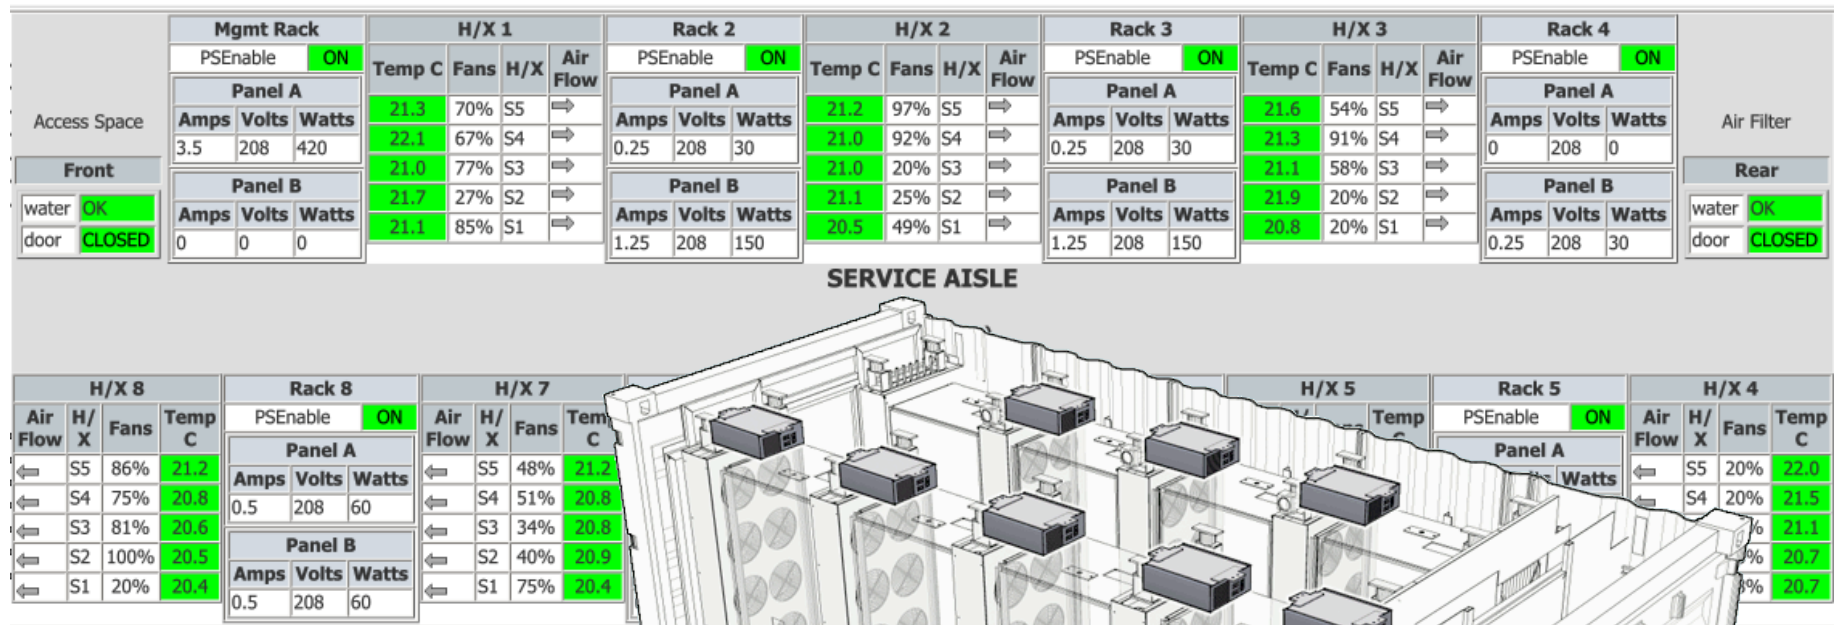 Mgmt Rack H/X 1 Rack 2 H/X 2 Rack 3 H/X 3 Rack 4
PSEnable ON Temp C Fans H/X Air Flow PSEnable ON Temp C Fans H/X Air Flow PSEnable ON Temp C Fans H/X Air Flow PSEnable ON
Panel A Panel A Panel A Panel A
Access Space Amps Volts Watts 21.3 70% S5 Amps Volts Watts 21.2 97% S5 Amps Volts Watts 21.6 54% S5 Amps Volts Watts Air Filter
3.5 208 420 22.1 67% S4 0.25 208 30 21.0 92% S4 0.25 208 30 21.3 91% S4 0 208 0
Front 21.0 77% S3 21.0 20% S3 21.1 58% S3 Rear
Panel B 21.7 27% S2 Panel B 21.1 25% S2 Panel B 21.9 20% S2 Panel B
water OK Amps Volts Watts 21.1 85% S1 Amps Volts Watts 20.5 49% S1 Amps Volts Watts 20.8 20% S1 Amps Volts Watts water OK
door CLOSED 0 0 0 1.25 208 150 1.25 208 150 0.25 208 30 door CLOSED
SERVICE AISLE
H/X 8 Rack 8 H/X 7 H/X 5 Rack 5 H/X 4
Air Flow H/ X Fans Temp C PSEnable ON Air Flow H/ X Fans Temp PSEnable ON Air Flow H/ X Fans Temp C
Panel A C Panel A
S5 86% 21.2 Amps Volts Watts S5 48% 21.2 Watts S5 20% 22.0
S4 75% 20.8 0.5 208 60 S4 51% 20.8 S4 20% 21.5
S3 81% 20.6 S3 34% 20.8 21.1
S2 100% 20.5 Panel B S2 40% 20.9 20.7
S1 20% 20.4 Amps Volts Watts S1 75% 20.4 20.7
0.5 208 60